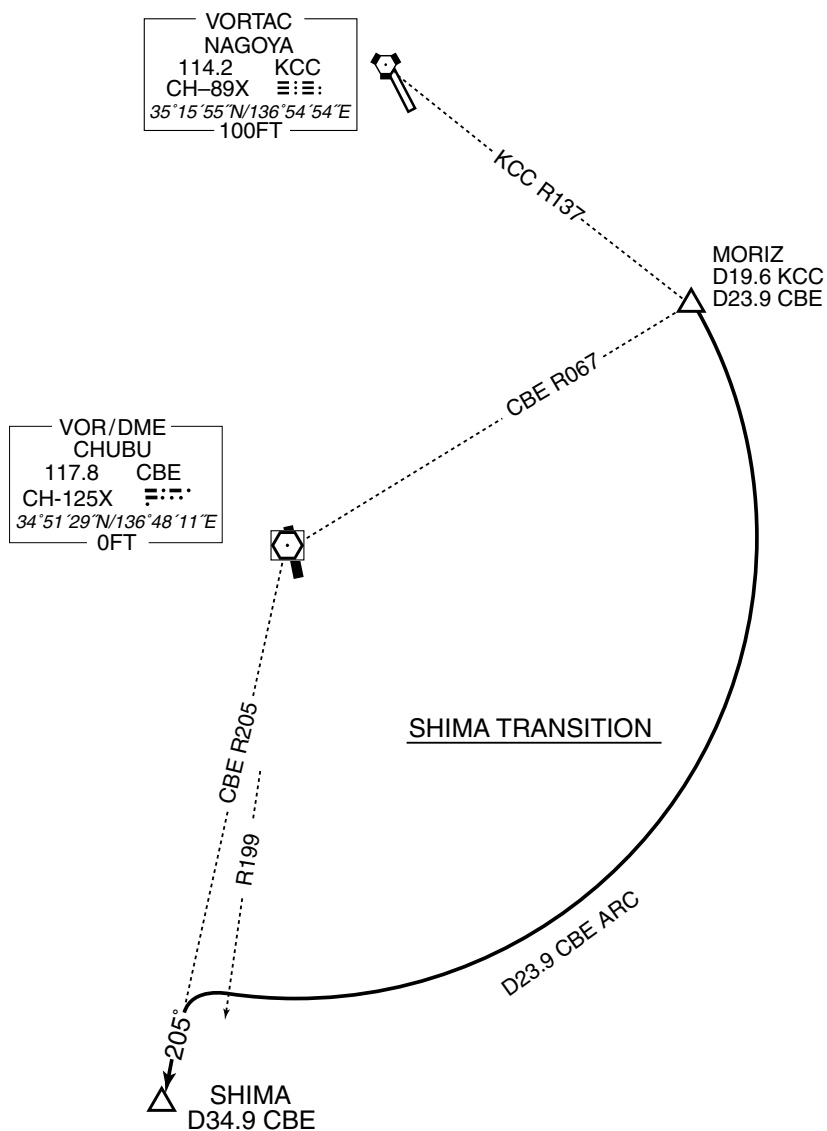 VORTAC
NAGOYA
114.2 KCC
CH–89X
35°15´55˝N/136°54´54˝E
100FT
KCC R137
MORIZ
D19.6 KCC
D23.9 CBE
CBE R067
VOR/DME
CHUBU
117.8 CBE
CH-125X
34°51´29˝N/136°48´11˝E
0FT
CBE R205
SHIMA TRANSITION
R199
D23.9 CBE ARC
205°
SHIMA
D34.9 CBE